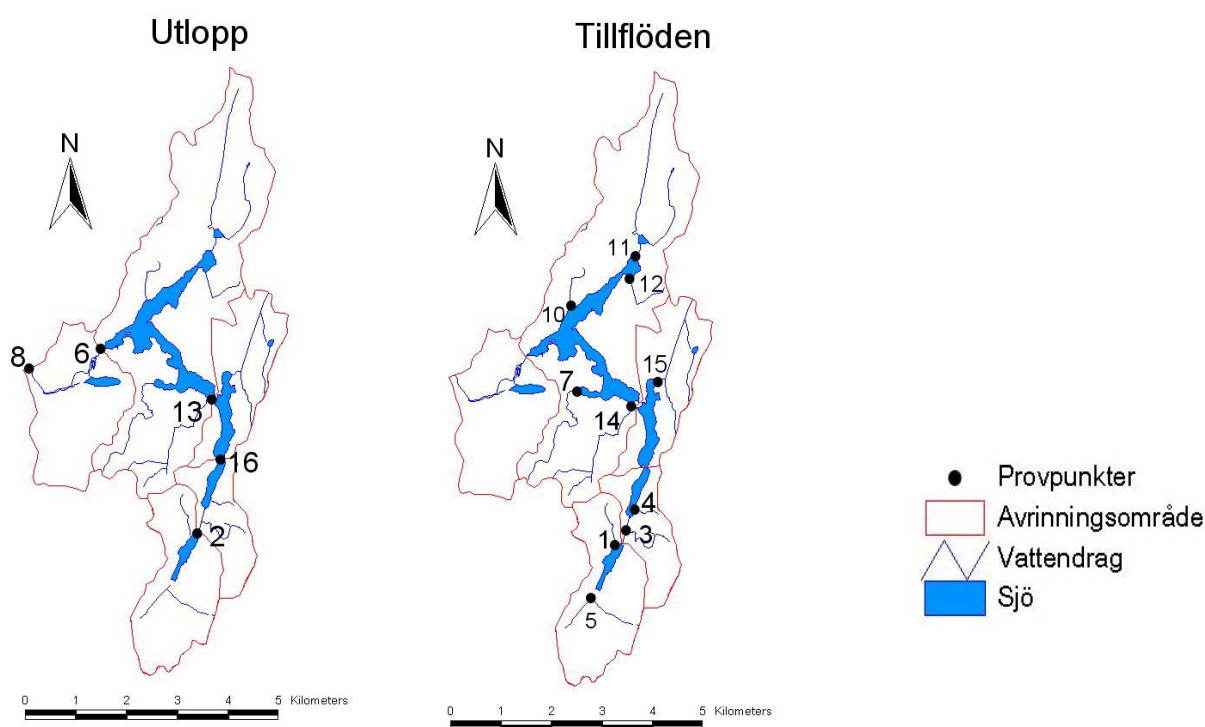 Utlopp
N
8
6
13
16
2
0 1 2 3 4 5 Kilometers
Tillflöden
N
11
12
10
15
7
14
4
1 3
5
0 1 2 3 4 5 Kilometers
Provpunkter
Avrinningsområde
Vattendrag
Sjö